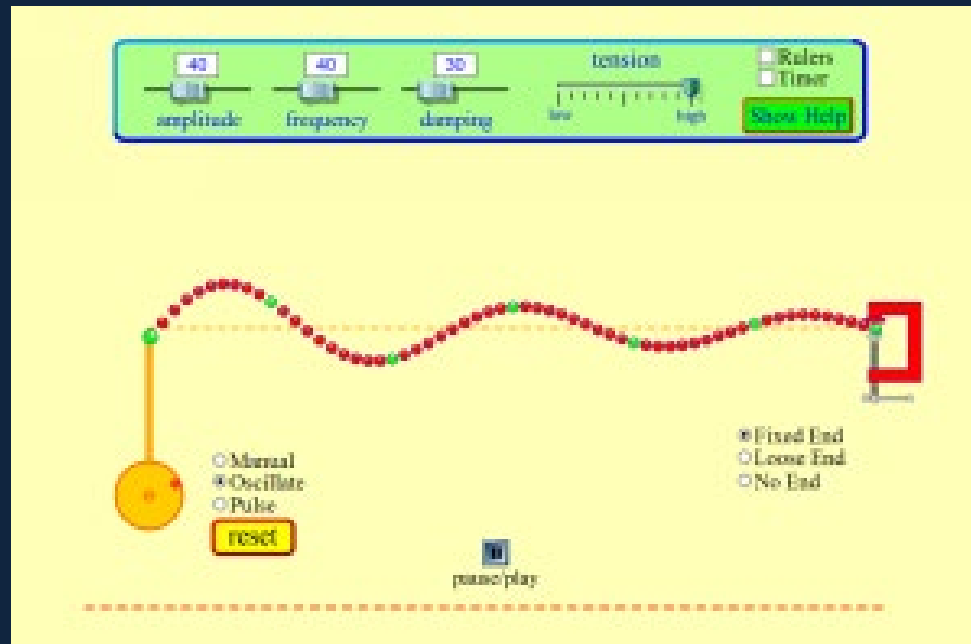 40
amplitude
40
frequency
30
damping
tension
low
high
Rulers
Timer
Show Help
Manual
Oscillate
Pulse
reset
Fixed End
Loose End
No End
pause/play